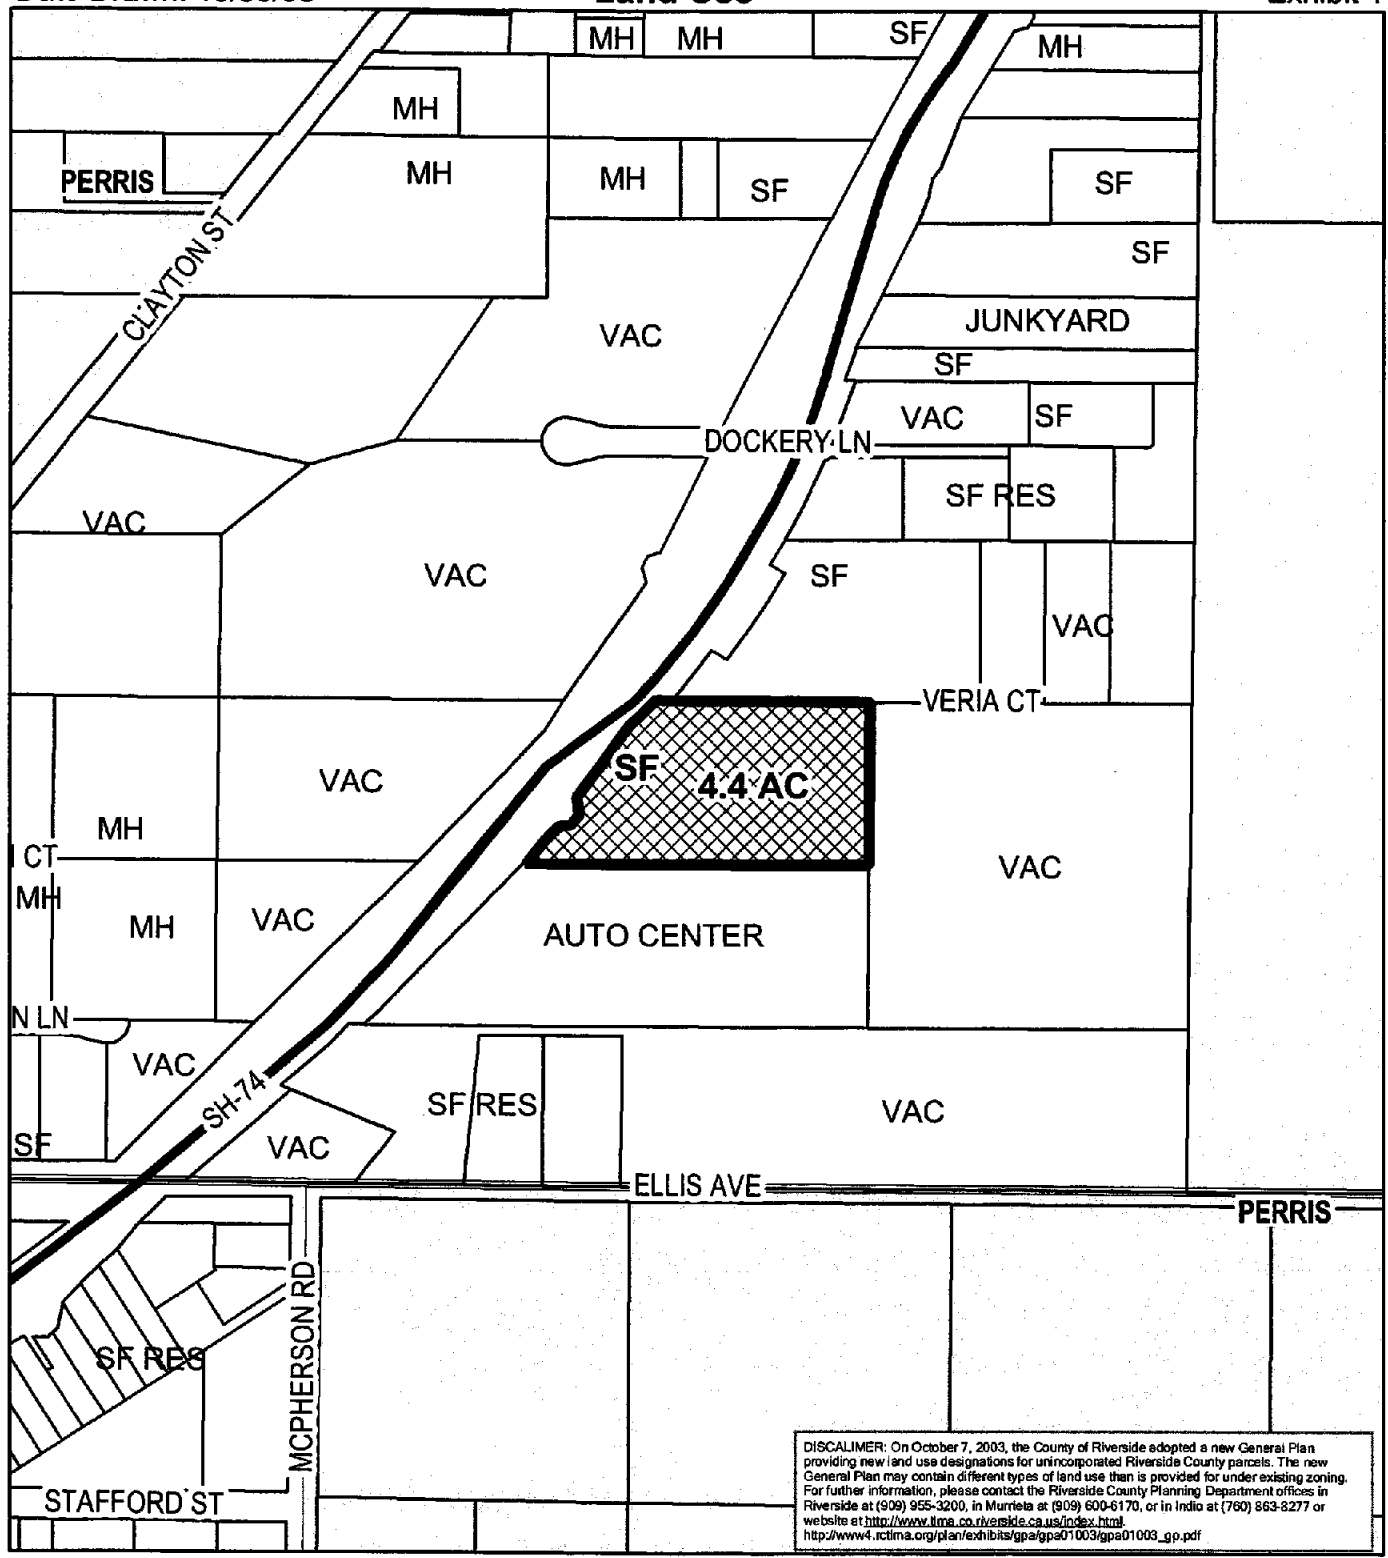 Land Use
MH
MH
SF
MH
MH
PERRIS
MH
MH
SF
SF
CLAYTON ST
SF
VAC
JUNKYARD
SF
VAC
SF
DOCKERY LN
SF RES
VAC
VAC
SF
VAC
VERIA CT
SF
4.4 AC
VAC
MH
CT
VAC
MH
MH
VAC
AUTO CENTER
N LN
VAC
SH-74
SF RES
VAC
SF
VAC
ELLIS AVE
PERRIS
MCPHERSON RD
SF RES
STAFFORD ST
DISCALIMER: On October 7, 2003, the County of Riverside adopted a new General Plan
providing new land use designations for unincorporated Riverside County parcels. The new
General Plan may contain different types of land use than is provided for under existing zoning.
For further information, please contact the Riverside County Planning Department offices in
Riverside at (909) 955-3200, in Murrieta at (909) 600-6170, or in Indio at (760) 863-8277 or
website at http://www.tlma.co.riverside.ca.us/index.html.
http://www4.rctlma.org/plan/exhibits/gpa/gpa01003/gpa01003_gp.pdf